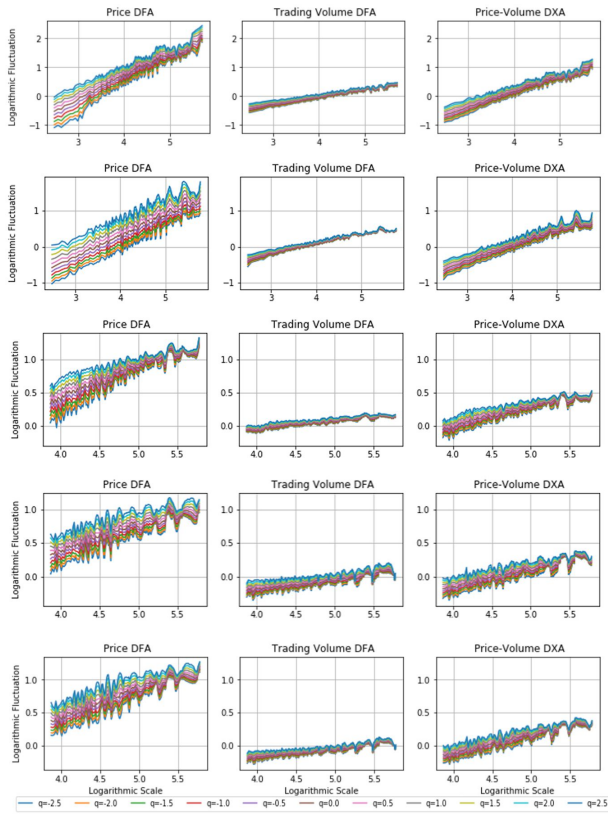 Price DFA Trading Volume DFA Price-Volume DXA
Logarithmic Fluctuation
2 2 2
1 1 1
0 0 0
−1 −1 −1
3 4 5 3 4 5 3 4 5
Price DFA Trading Volume DFA Price-Volume DXA
Logarithmic Fluctuation
1 1 1
0 0 0
−1 −1 −1
3 4 5 3 4 5 3 4 5
Price DFA Trading Volume DFA Price-Volume DXA
Logarithmic Fluctuation
1.0 1.0 1.0
0.5 0.5 0.5
0.0 0.0 0.0
4.0 4.5 5.0 5.5 4.0 4.5 5.0 5.5 4.0 4.5 5.0 5.5
Price DFA Trading Volume DFA Price-Volume DXA
Logarithmic Fluctuation
1.0 1.0 1.0
0.5 0.5 0.5
0.0 0.0 0.0
4.0 4.5 5.0 5.5 4.0 4.5 5.0 5.5 4.0 4.5 5.0 5.5
Price DFA Trading Volume DFA Price-Volume DXA
Logarithmic Fluctuation
1.0 1.0 1.0
0.5 0.5 0.5
0.0 0.0 0.0
4.0 4.5 5.0 5.5 4.0 4.5 5.0 5.5 4.0 4.5 5.0 5.5
Logarithmic Scale Logarithmic Scale Logarithmic Scale
q=-2.5 q=-2.0 q=-1.5 q=-1.0 q=-0.5 q=0.0 q=0.5 q=1.0 q=1.5 q=2.0 q=2.5